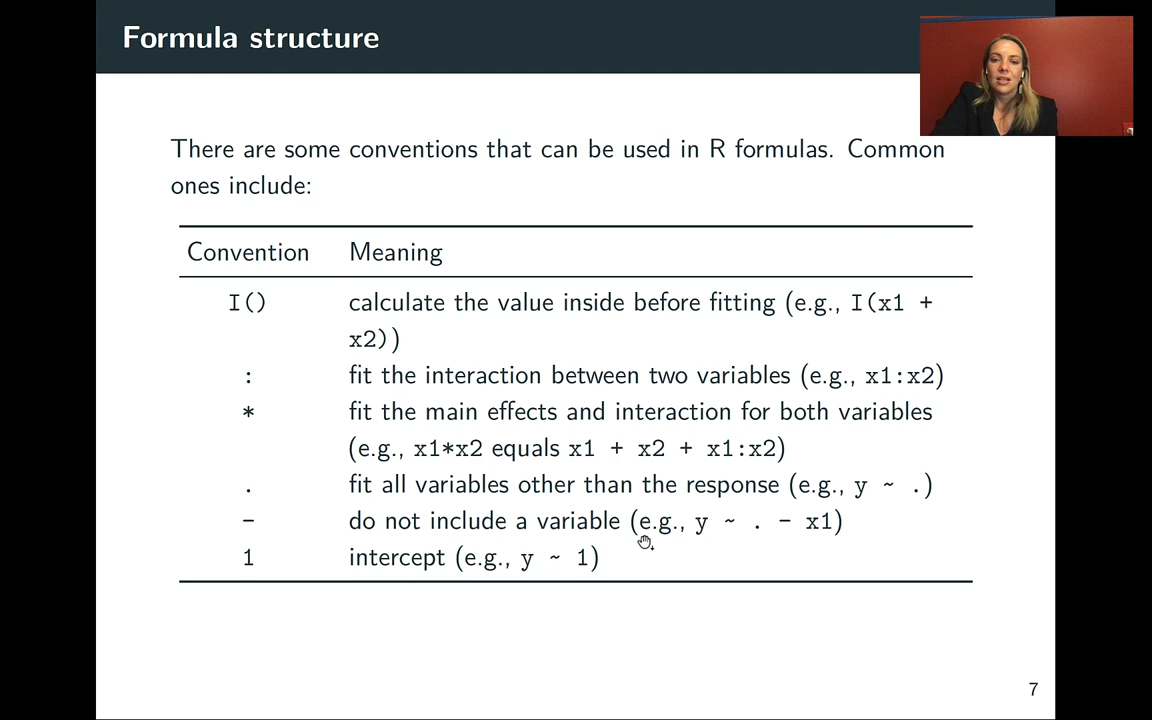 Formula structure
There are some conventions that can be used in R formulas. Common
ones include:
Convention Meaning
I() calculate the value inside before fitting (e.g., I(x1 +
x2))
: fit the interaction between two variables (e.g., x1:x2)
* fit the main effects and interaction for both variables
(e.g., x1*x2 equals x1 + x2 + x1:x2)
. fit all variables other than the response (e.g., y ~ .)
- do not include a variable (e.g., y ~ . - x1)
1 intercept (e.g., y ~ 1)
7